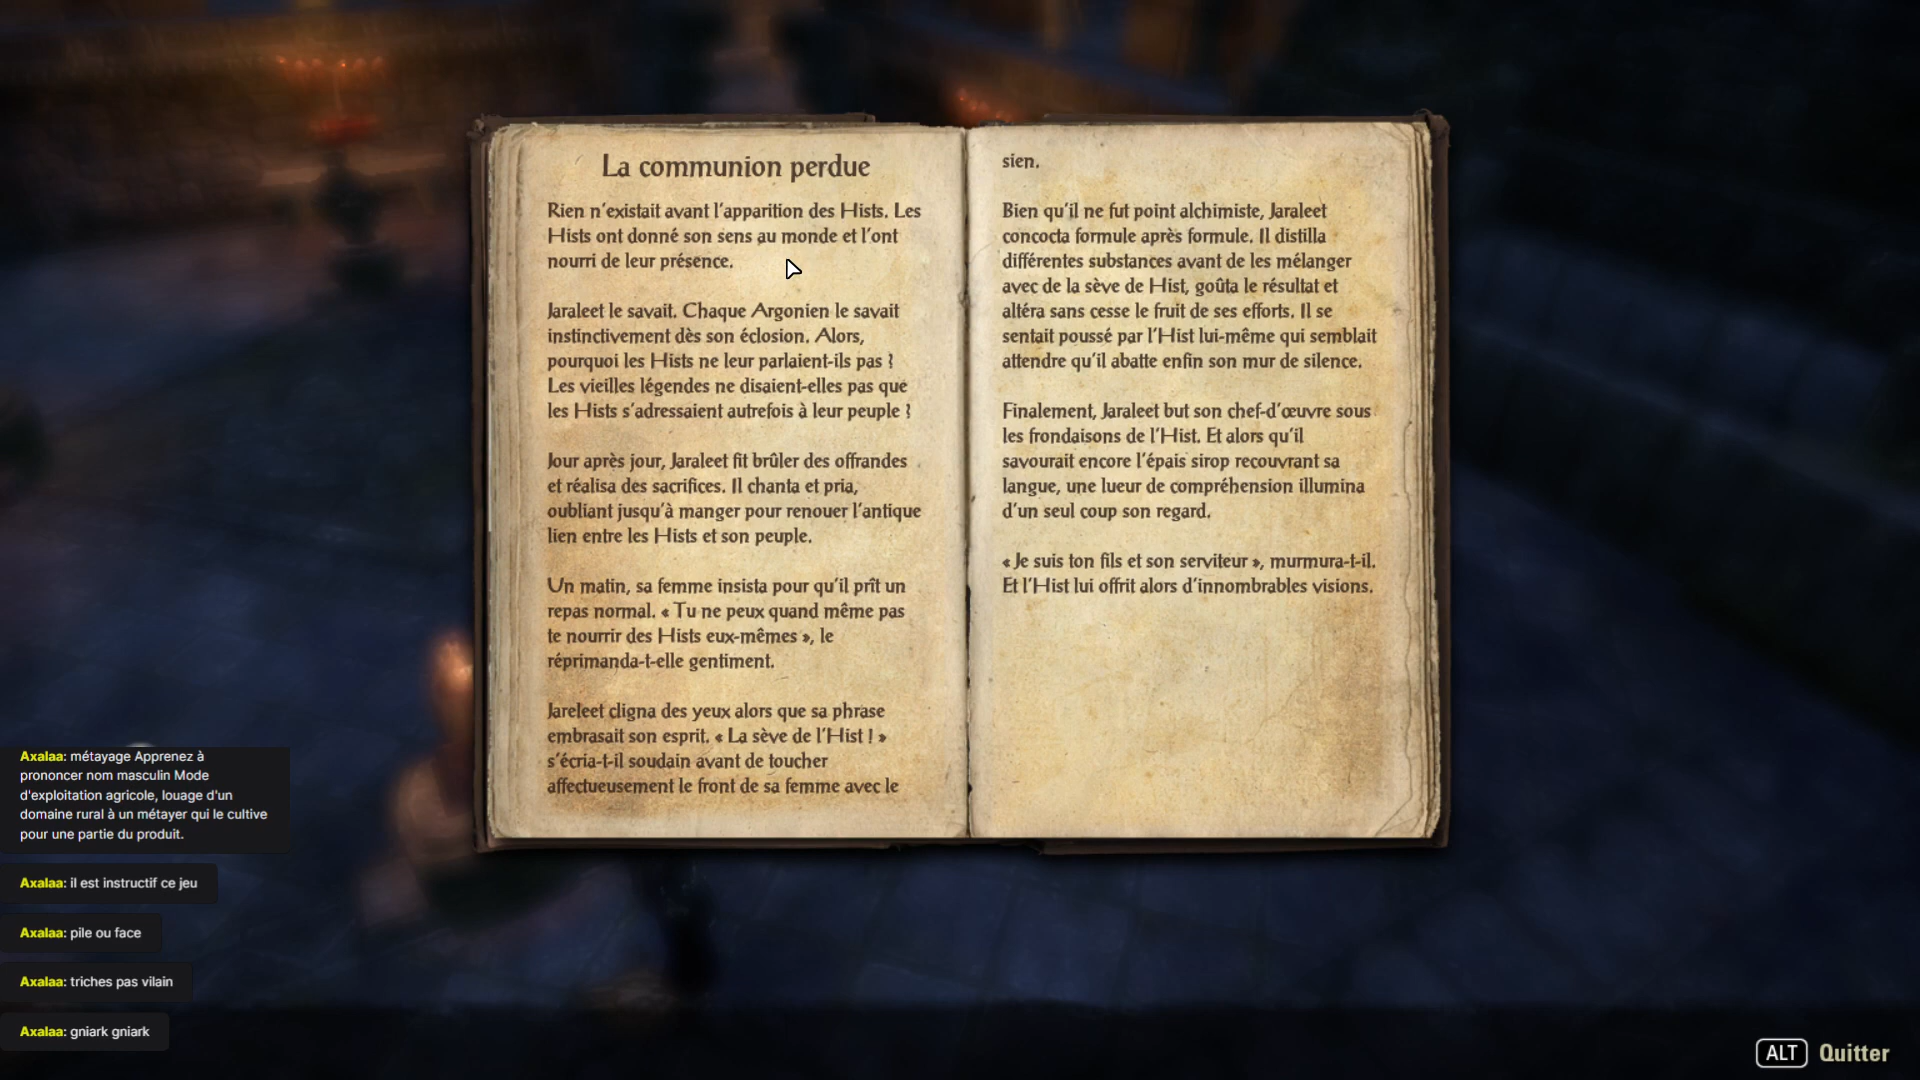 La communion perdue
Rien n'existait avant l'apparition des Hists. Les
Hists ont donné son sens au monde et l'ont
nourri de leur présence.
Jaraleet le savait. Chaque Argonien le savait
instinctivement dès son éclosion. Alors,
pourquoi les Hists ne leur parlaient-ils pas ?
Les vieilles légendes ne disaient-elles pas que
les Hists s'adressaient autrefois à leur peuple ?
Jour après jour, Jaraleet fit brûler des offrandes
et réalisa des sacrifices. Il chanta et pria,
oubliant jusqu'à manger pour renouer l'antique
lien entre les Hists et son peuple.
Un matin, sa femme insista pour qu'il prît un
repas normal. « Tu ne peux quand même pas
te nourrir des Hists eux-mêmes », le
réprimanda-t-elle gentiment.
Jareleet cligna des yeux alors que sa phrase
embrasait son esprit. « La sève de l'Hist ! »
s'écria-t-il soudain avant de toucher
affectueusement le front de sa femme avec le
sien.
Bien qu'il ne fut point alchimiste, Jaraleet
concocta formule après formule. Il distilla
différentes substances avant de les mélanger
avec de la sève de Hist, goûta le résultat et
altéra sans cesse le fruit de ses efforts. Il se
sentait poussé par l'Hist lui-même qui semblait
attendre qu'il abatte enfin son mur de silence.
Finalement, Jaraleet but son chef-d'œuvre sous
les frondaisons de l'Hist. Et alors qu'il
savourait encore l'épais sirop recouvrant sa
langue, une lueur de compréhension illumina
d'un seul coup son regard.
« Je suis ton fils et son serviteur », murmura-t-il.
Et l'Hist lui offrit alors d'innombrables visions.
Axalaa: métayage Apprenez à
prononcer nom masculin Mode
d'exploitation agricole, louage d'un
domaine rural à un métayer qui le cultive
pour une partie du produit.
Axalaa: il est instructif ce jeu
Axalaa: pile ou face
Axalaa: triches pas vilain
Axalaa: gniark gniark
ALT Quitter